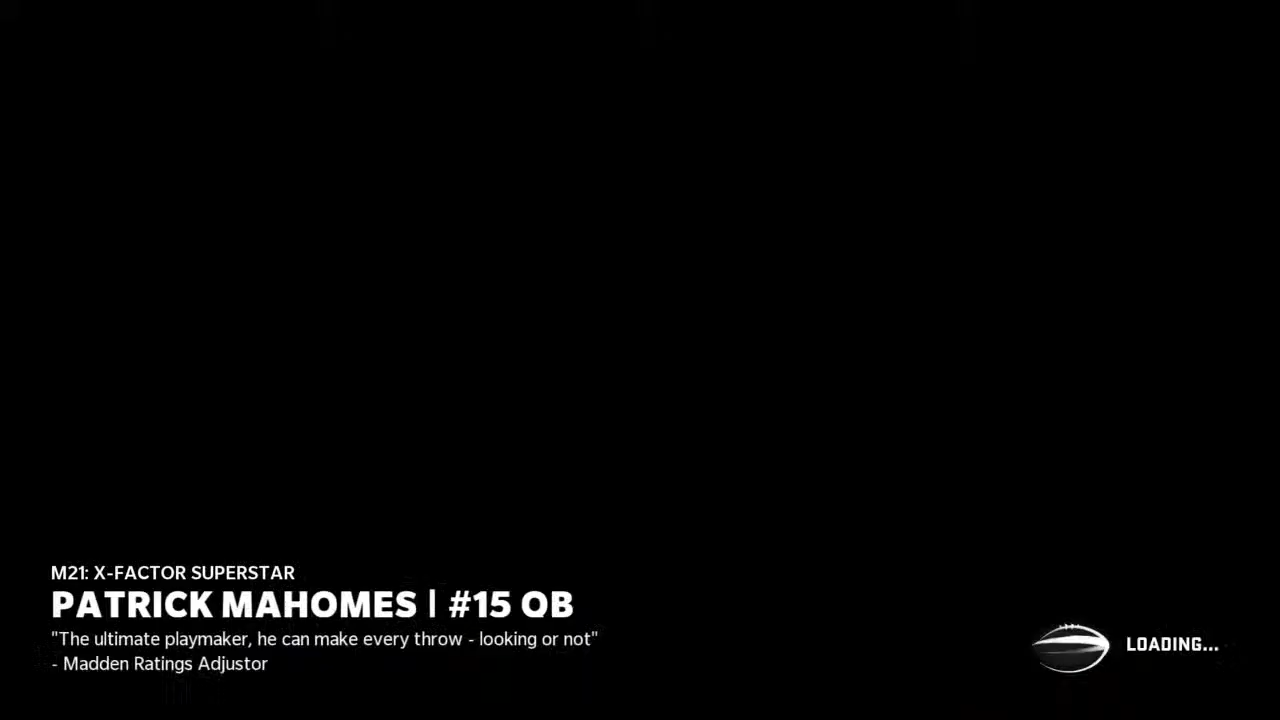 M21: X-FACTOR SUPERSTAR
PATRICK MAHOMES | #15 QB
"The ultimate playmaker, he can make every throw - looking or not"
- Madden Ratings Adjustor
LOADING...